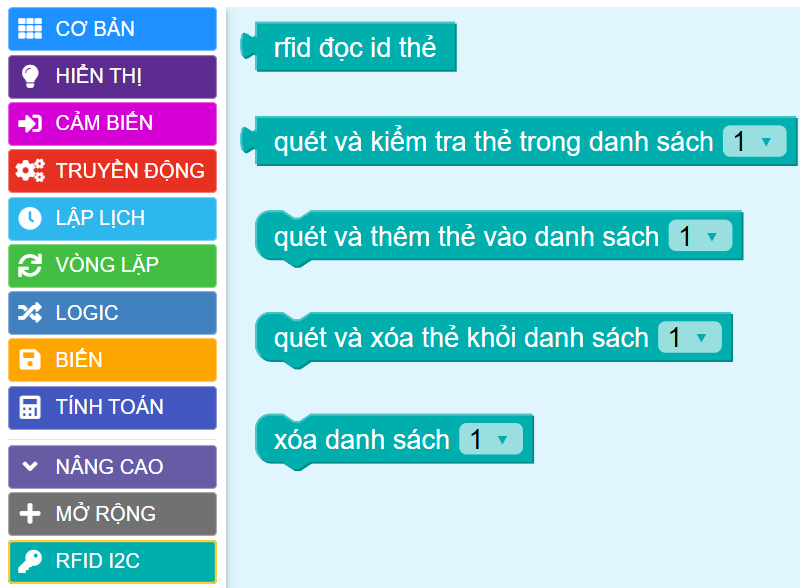 CƠ BẢN
HIỂN THỊ
CẢM BIẾN
TRUYỀN ĐỘNG
LẬP LỊCH
VÒNG LẶP
LOGIC
BIẾN
TÍNH TOÁN
NÂNG CAO
MỞ RỘNG
RFID I2C
rfid đọc id thẻ
quét và kiểm tra thẻ trong danh sách 1
quét và thêm thẻ vào danh sách 1
quét và xóa thẻ khỏi danh sách 1
xóa danh sách 1